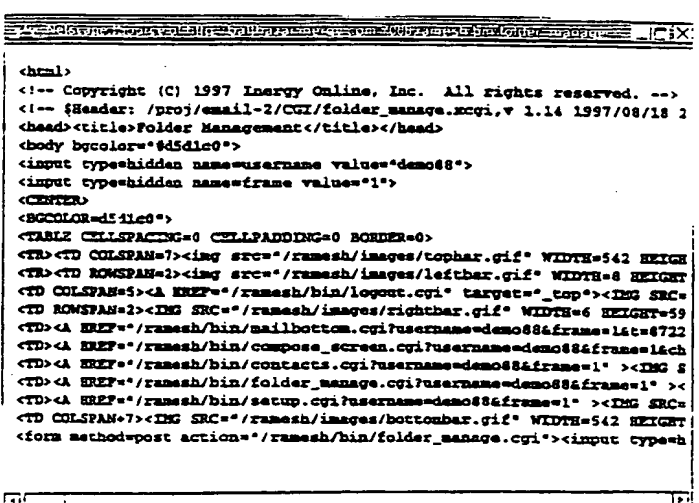 <html>
<!-- Copyright (C) 1997 Inergy Online, Inc. All rights reserved. -->
<!-- $Header: /proj/email-2/CGI/folder_manage.xcgi,v 1.14 1997/08/18 2
<head><title>Folder Management</title></head>
<body bgcolor="#d5d1c0">
<input type=hidden name=username value="demo88">
<input type=hidden name=frame value="1">
<CENTER>
<BGCOLOR=d5d1c0">
<TABLE CELLSPACING=0 CELLPADDING=0 BORDER=0>
<TR><TD COLSPAN=7><img src="/ramesh/images/topbar.gif" WIDTH=542 HEIGH
<TR><TD ROWSPAN=2><img src="/ramesh/images/leftbar.gif" WIDTH=8 HEIGHT
<TD COLSPAN=5><A HREF="/ramesh/bin/logout.cgi" target="_top"><IMG SRC=
<TD ROWSPAN=2><IMG SRC="/ramesh/images/rightbar.gif" WIDTH=6 HEIGHT=59
<TD><A HREF="/ramesh/bin/mailbottom.cgi?username=demo88&frame=1&t=8722
<TD><A HREF="/ramesh/bin/compose_screen.cgi?username=demo88&frame=1&ch
<TD><A HREF="/ramesh/bin/contacts.cgi?username=demo88&frame=1" ><IMG S
<TD><A HREF="/ramesh/bin/folder_manage.cgi?username=demo88&frame=1" ><
<TD><A HREF="/ramesh/bin/setup.cgi?username=demo88&frame=1" ><IMG SRC=
<TD COLSPAN=7><IMG SRC="/ramesh/images/bottonbar.gif" WIDTH=542 HEIGHT
<form method=post action="/ramesh/bin/folder_manage.cgi"><input type=h